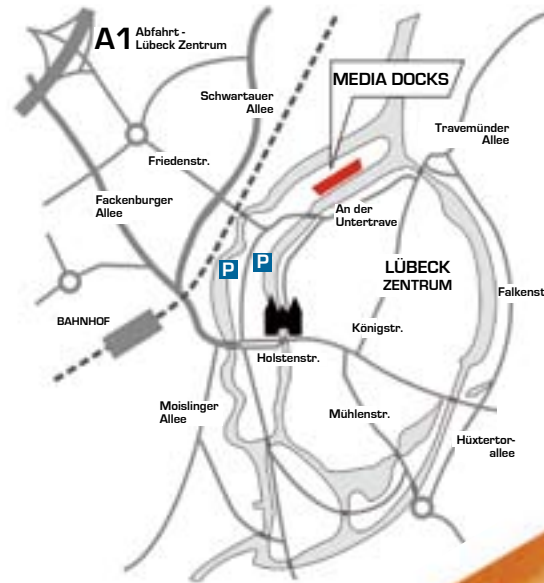 A1 Abfahrt -
Lübeck Zentrum
Schwartauer
Allee
MEDIA DOCKS
Travemünder
Allee
Friedenstr.
Fackenburger
Allee
An der
Untertrave
P
P
LÜBECK
ZENTRUM
Falkenst
BAHNHOF
Königstr.
Holstenstr.
Moislinger
Allee
Mühlenstr.
Hüxtertor-
allee